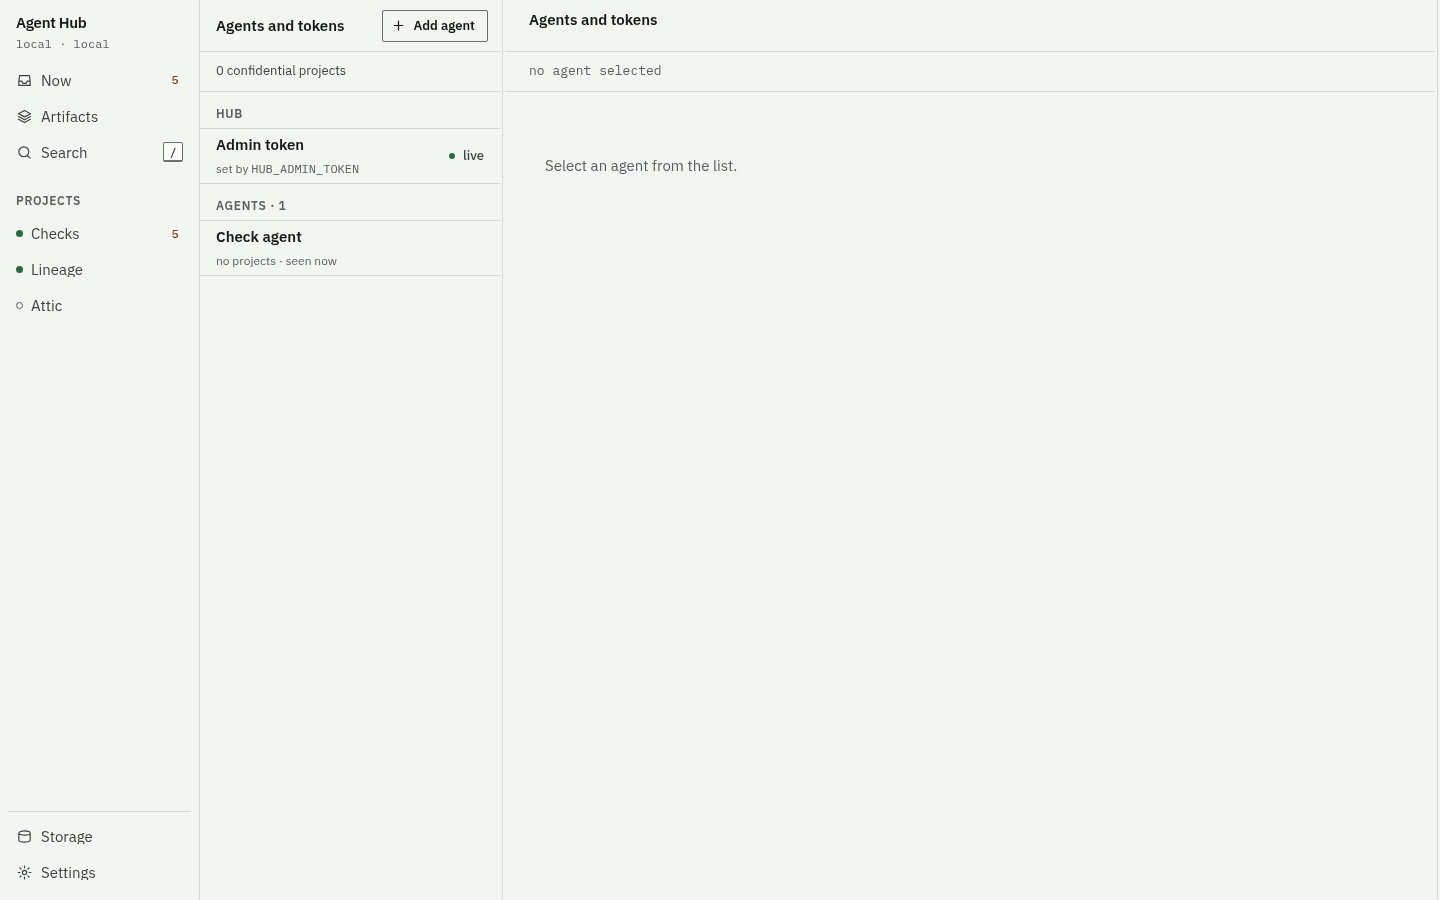 Agent Hub
local · local
Now 5
Artifacts
Search /
PROJECTS
Checks 5
Lineage
Attic
Storage
Settings
Agents and tokens
+ Add agent
0 confidential projects
HUB
Admin token
set by HUB_ADMIN_TOKEN
live
AGENTS · 1
Check agent
no projects · seen now
Agents and tokens
no agent selected
Select an agent from the list.